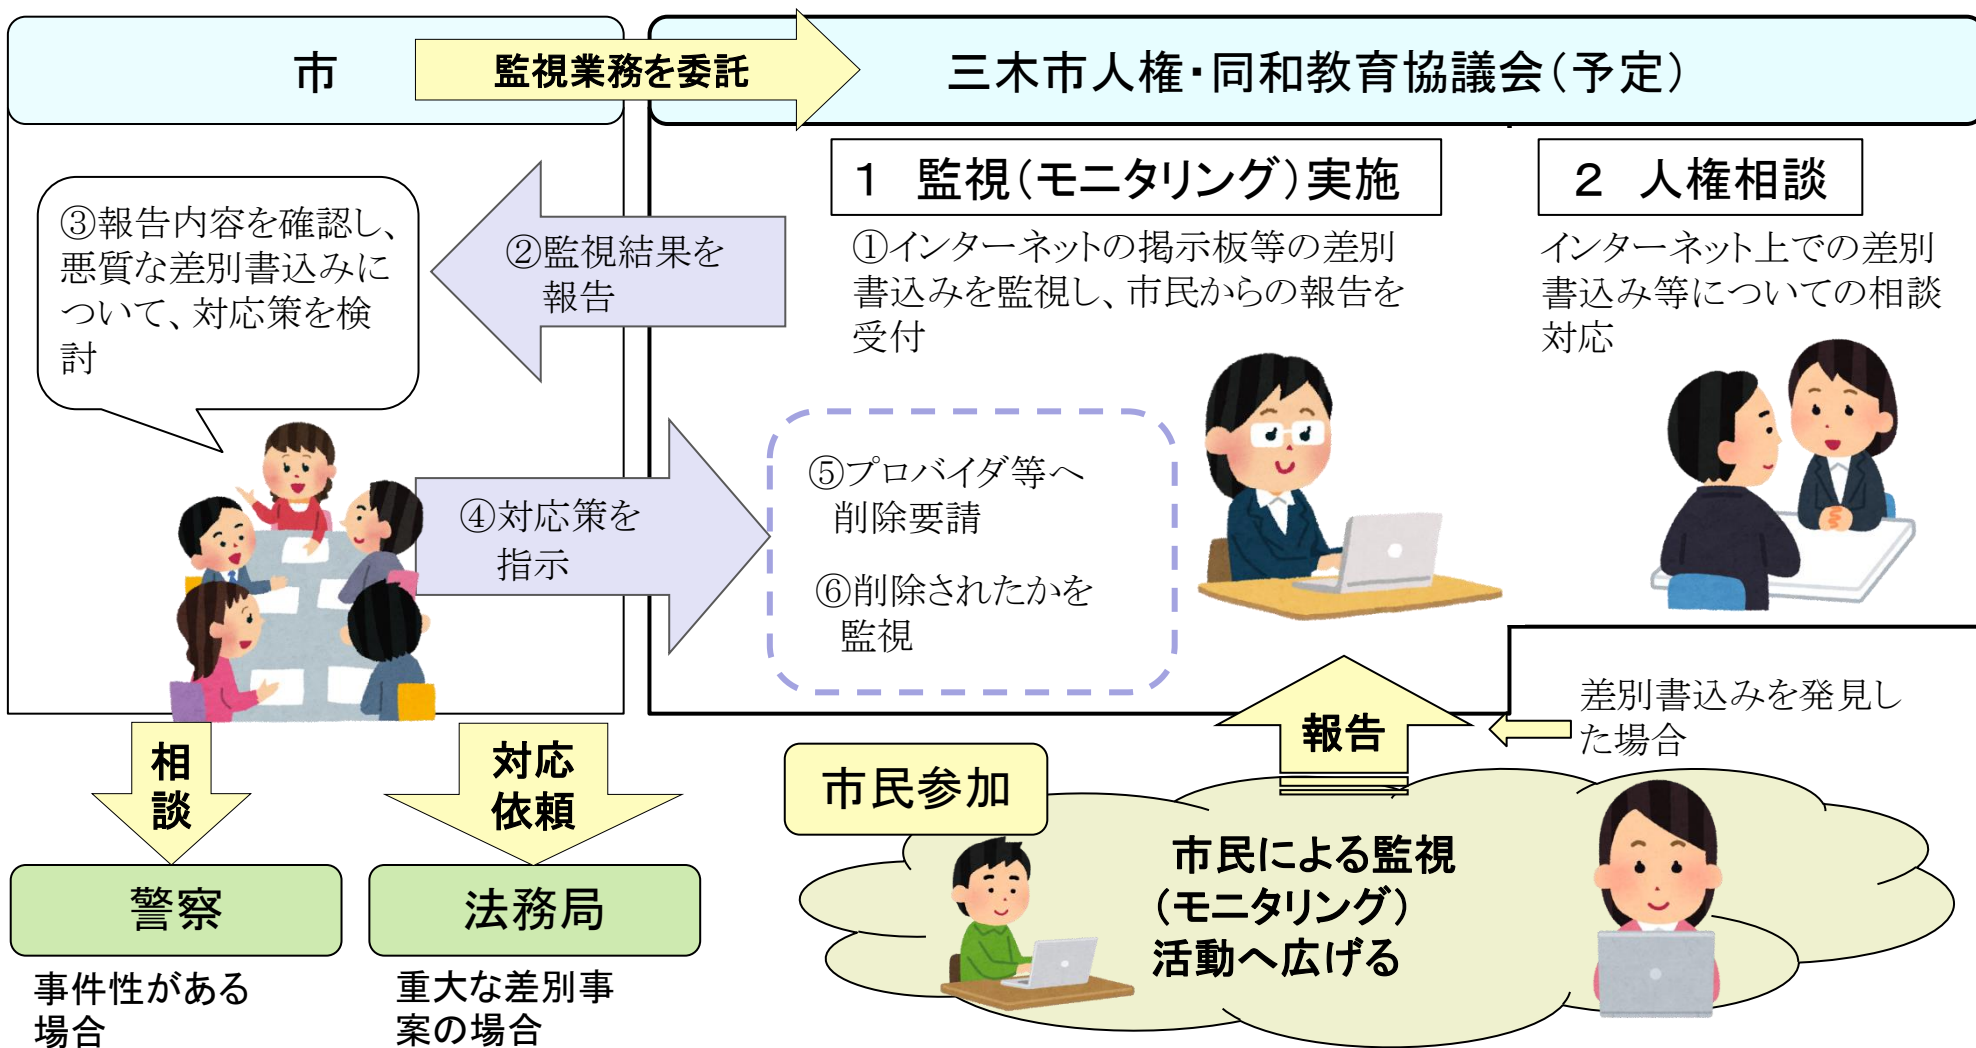 市
監視業務を委託
三木市人権・同和教育協議会(予定)
③報告内容を確認し、
悪質な差別書込みに
ついて、対応策を検
討
②監視結果を
報告
1 監視(モニタリング)実施
①インターネットの掲示板等の差別
書込みを監視し、市民からの報告を
受付
2 人権相談
インターネット上での差別
書込み等についての相談
対応
④対応策を
指示
⑤プロバイダ等へ
削除要請
⑥削除されたかを
監視
相
談
対応
依頼
警察
法務局
事件性がある
場合
重大な差別事
案の場合
報告
差別書込みを発見し
た場合
市民参加
市民による監視
(モニタリング)
活動へ広げる